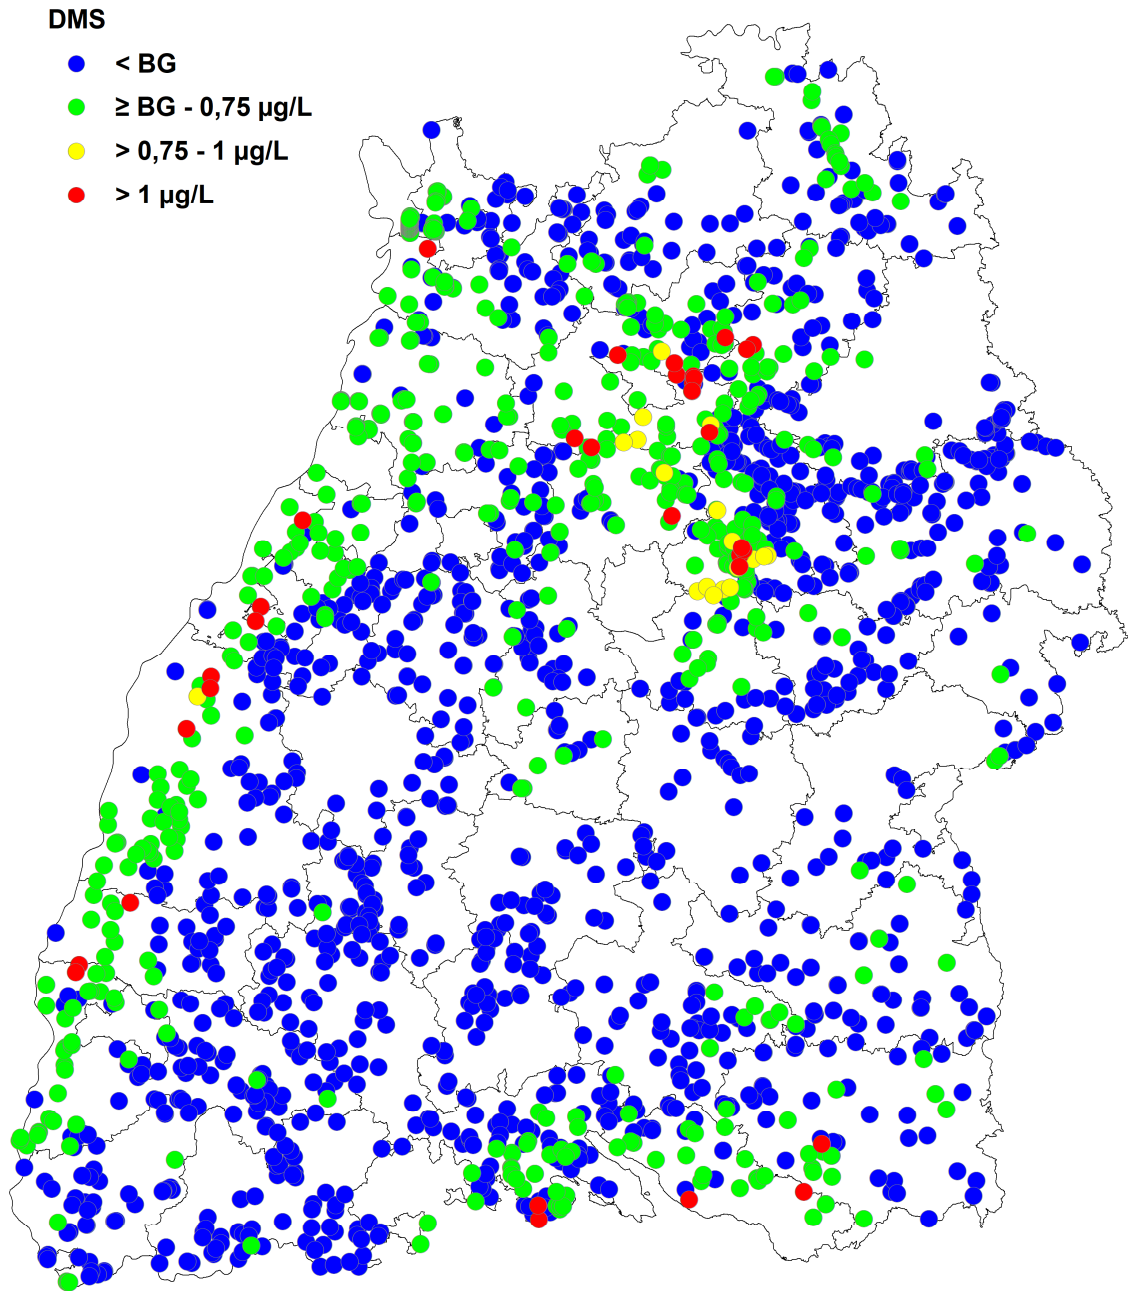 DMS
< BG
≥ BG - 0,75 µg/L
> 0,75 - 1 µg/L
> 1 µg/L